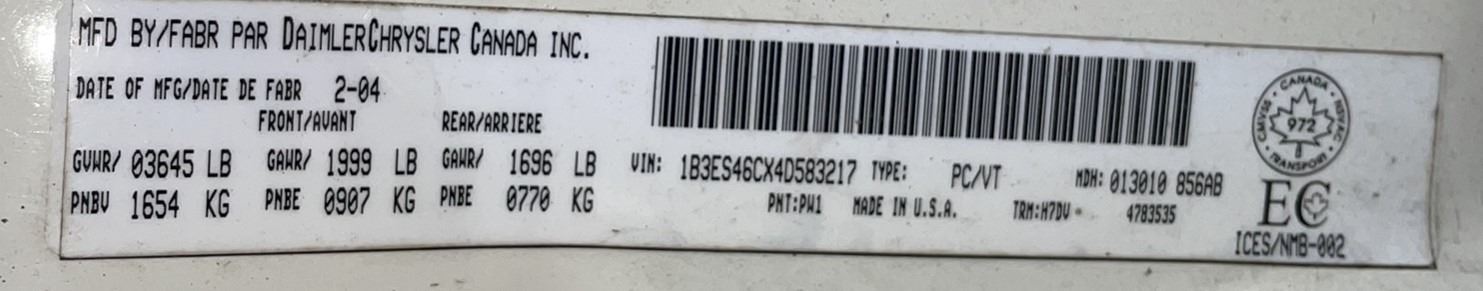 MFD BY/FABR PAR DAIMLERCHRYSLER CANADA INC.
DATE OF MFG/DATE DE FABR 2-04
FRONT/AVANT REAR/ARRIERE
GVWR/ 03645 LB GAWR/ 1999 LB GAWR/ 1696 LB
PNBV 1654 KG PNBE 0907 KG PNBE 0770 KG
VIN: 1B3ES46CX4D583217 TYPE: PC/VT MDH: 013010 856AB
PNT:PW1 MADE IN U.S.A. TRM:H7DV 4783535
CANADA
CMVSS NSVAC
972
TRANSPORT
EC
ICES/NMB-002